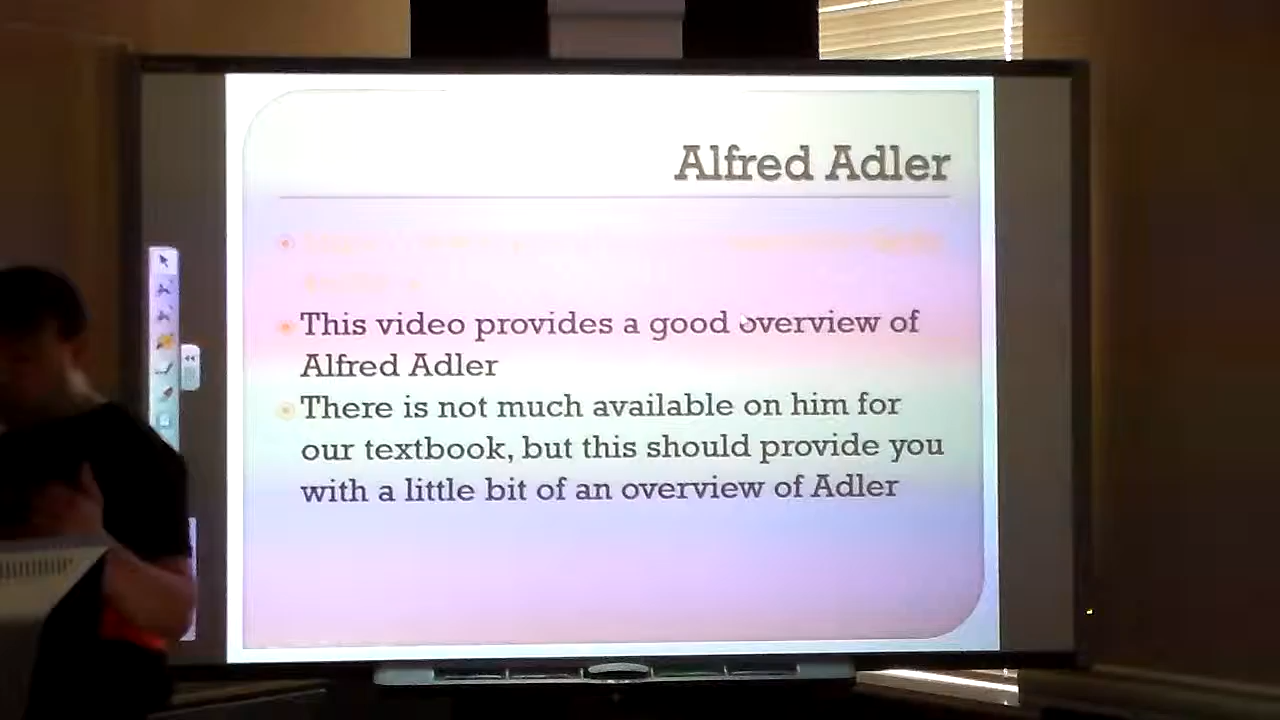 Alfred Adler
This video provides a good overview of
Alfred Adler
There is not much available on him for
our textbook, but this should provide you
with a little bit of an overview of Adler